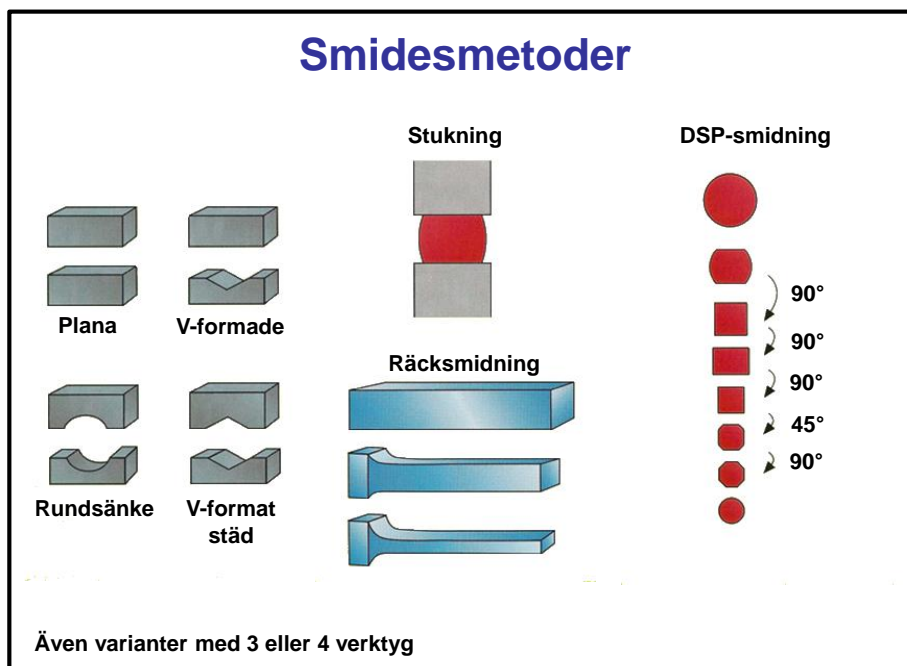 Smidesmetoder
Stukning
DSP-smidning
Plana
V-formade
Räcksmidning
Rundsänke
V-format
städ
90°
90°
90°
45°
90°
Även varianter med 3 eller 4 verktyg